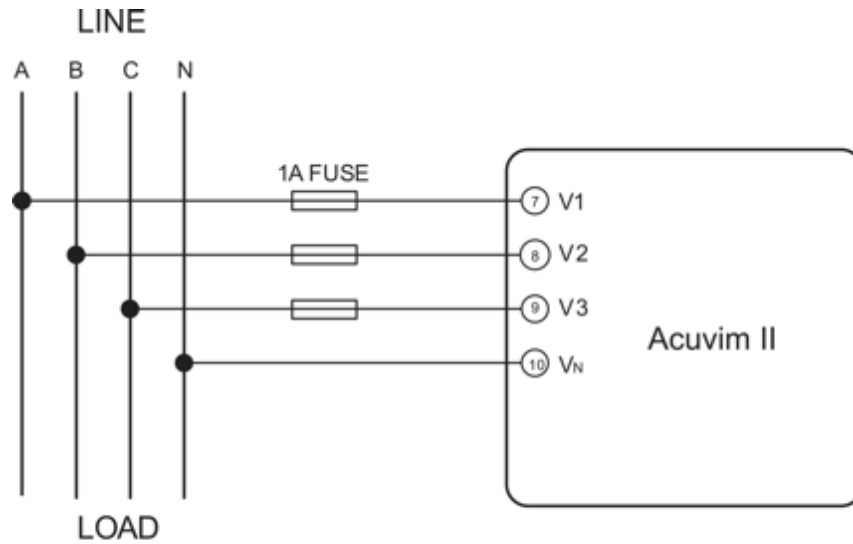 LINE
A B C N
1A FUSE
7 V1
8 V2
9 V3
10 VN
Acuvim II
LOAD